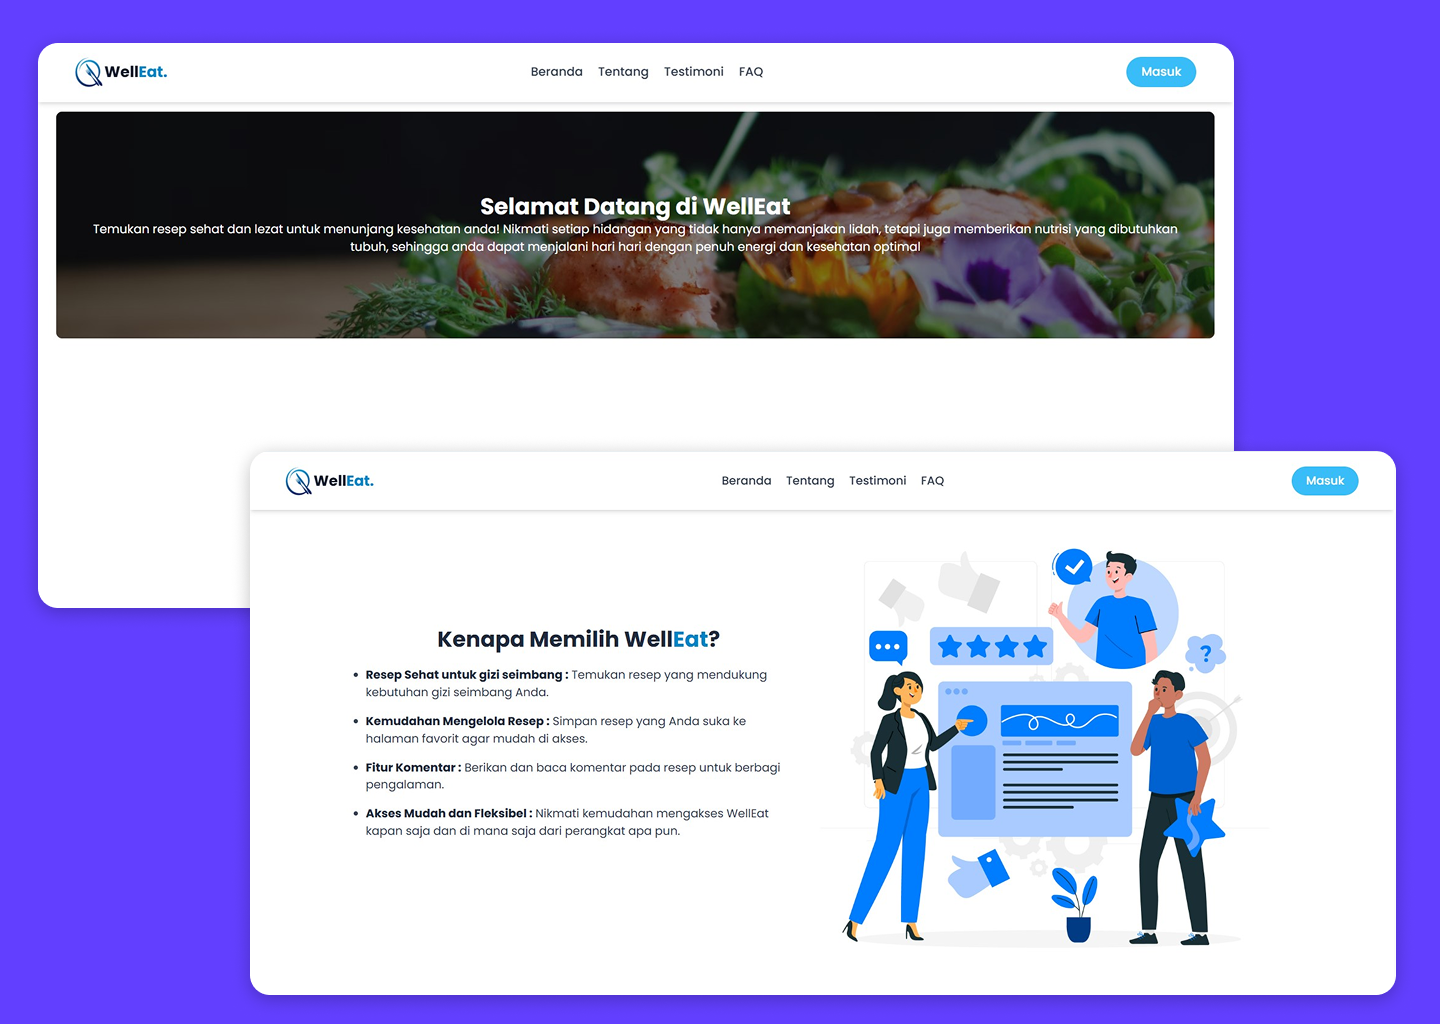 WellEat.
Beranda Tentang Testimoni FAQ
Masuk
Selamat Datang di WellEat
Temukan resep sehat dan lezat untuk menunjang kesehatan anda! Nikmati setiap hidangan yang tidak hanya memanjakan lidah, tetapi juga memberikan nutrisi yang dibutuhkan
tubuh, sehingga anda dapat menjalani hari hari dengan penuh energi dan kesehatan optimal
WellEat.
Beranda Tentang Testimoni FAQ
Masuk
Kenapa Memilih WellEat?
• Resep Sehat untuk gizi seimbang : Temukan resep yang mendukung
kebutuhan gizi seimbang Anda.
• Kemudahan Mengelola Resep : Simpan resep yang Anda suka ke
halaman favorit agar mudah di akses.
• Fitur Komentar : Berikan dan baca komentar pada resep untuk berbagi
pengalaman.
• Akses Mudah dan Fleksibel : Nikmati kemudahan mengakses WellEat
kapan saja dan di mana saja dari perangkat apa pun.
?